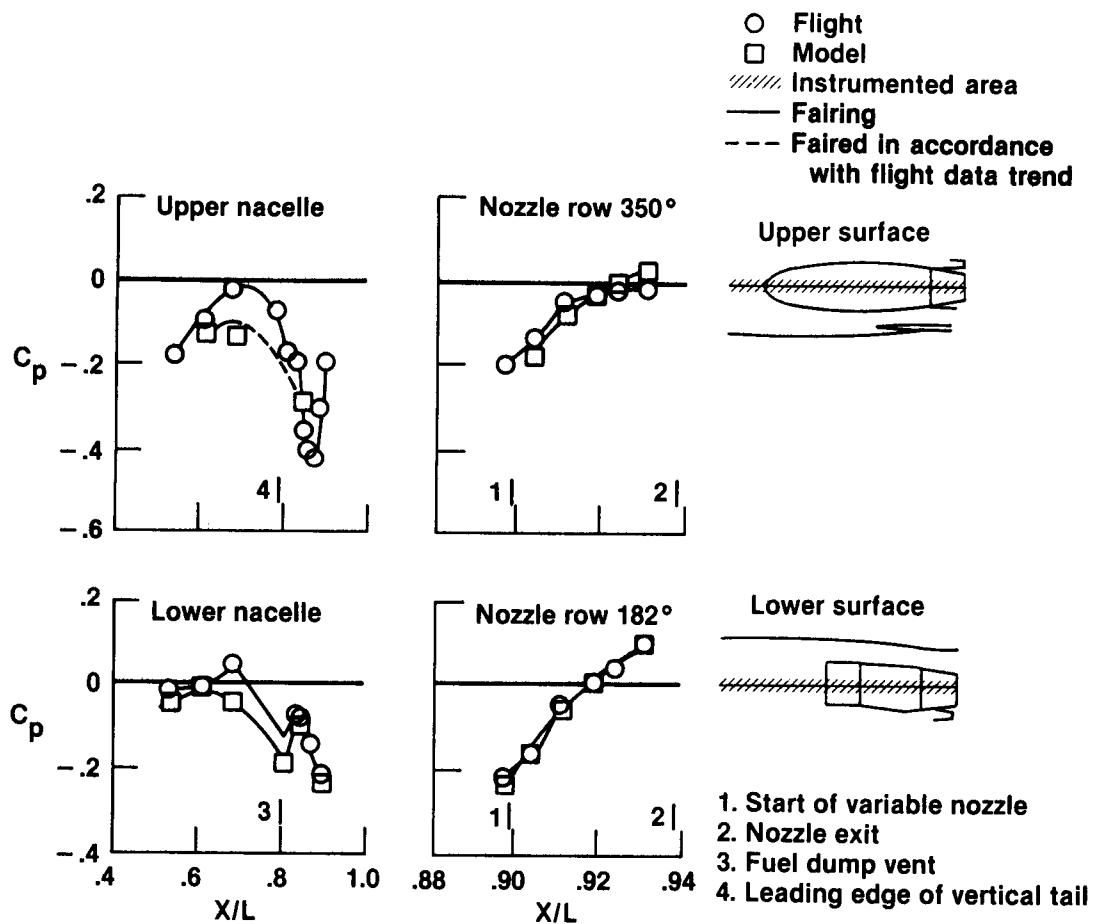 Flight
Model
Instrumented area
Fairing
Faired in accordance
with flight data trend
Upper nacelle
.2
0
Cp
−.2
−.4
−.6
4
Nozzle row 350°
1
2
Upper surface
Lower nacelle
.2
0
Cp
−.2
−.4
3
.4
.6
.8
1.0
X/L
Nozzle row 182°
1
2
.88
.90
.92
.94
X/L
Lower surface
1. Start of variable nozzle
2. Nozzle exit
3. Fuel dump vent
4. Leading edge of vertical tail